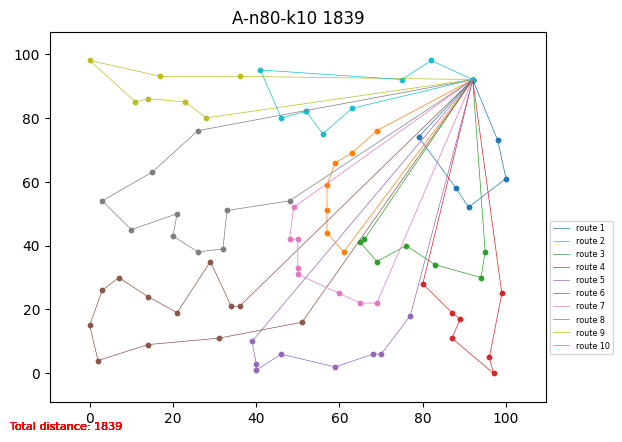 A-n80-k10 1839
100
80
60
40
20
0
0 20 40 60 80 100
route 1
route 2
route 3
route 4
route 5
route 6
route 7
route 8
route 9
route 10
Total distance: 1839